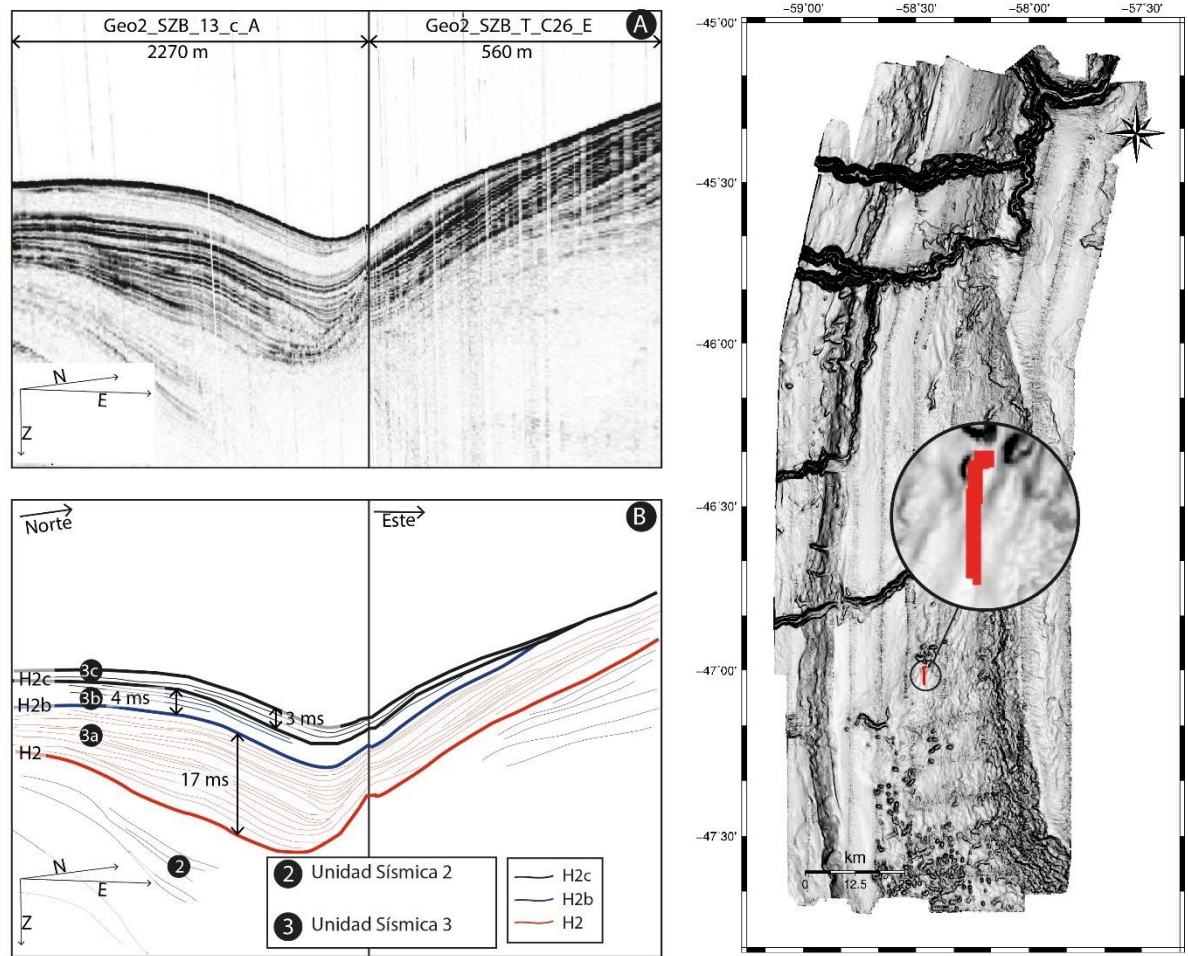 Geo2_SZB_13_c_A
Geo2_SZB_T_C26_E
A
2270 m
560 m
N
E
Z
Norte
Este
B
3c
H2c
3b
4 ms
3 ms
H2b
3a
H2
17 ms
2
N
E
Z
2 Unidad Sísmica 2
3 Unidad Sísmica 3
H2c
H2b
H2
-59°00'
-58°30'
-58°00'
-57°30'
-45°00'
-45°30'
-46°00'
-46°30'
-47°00'
-47°30'
km
0
12.5